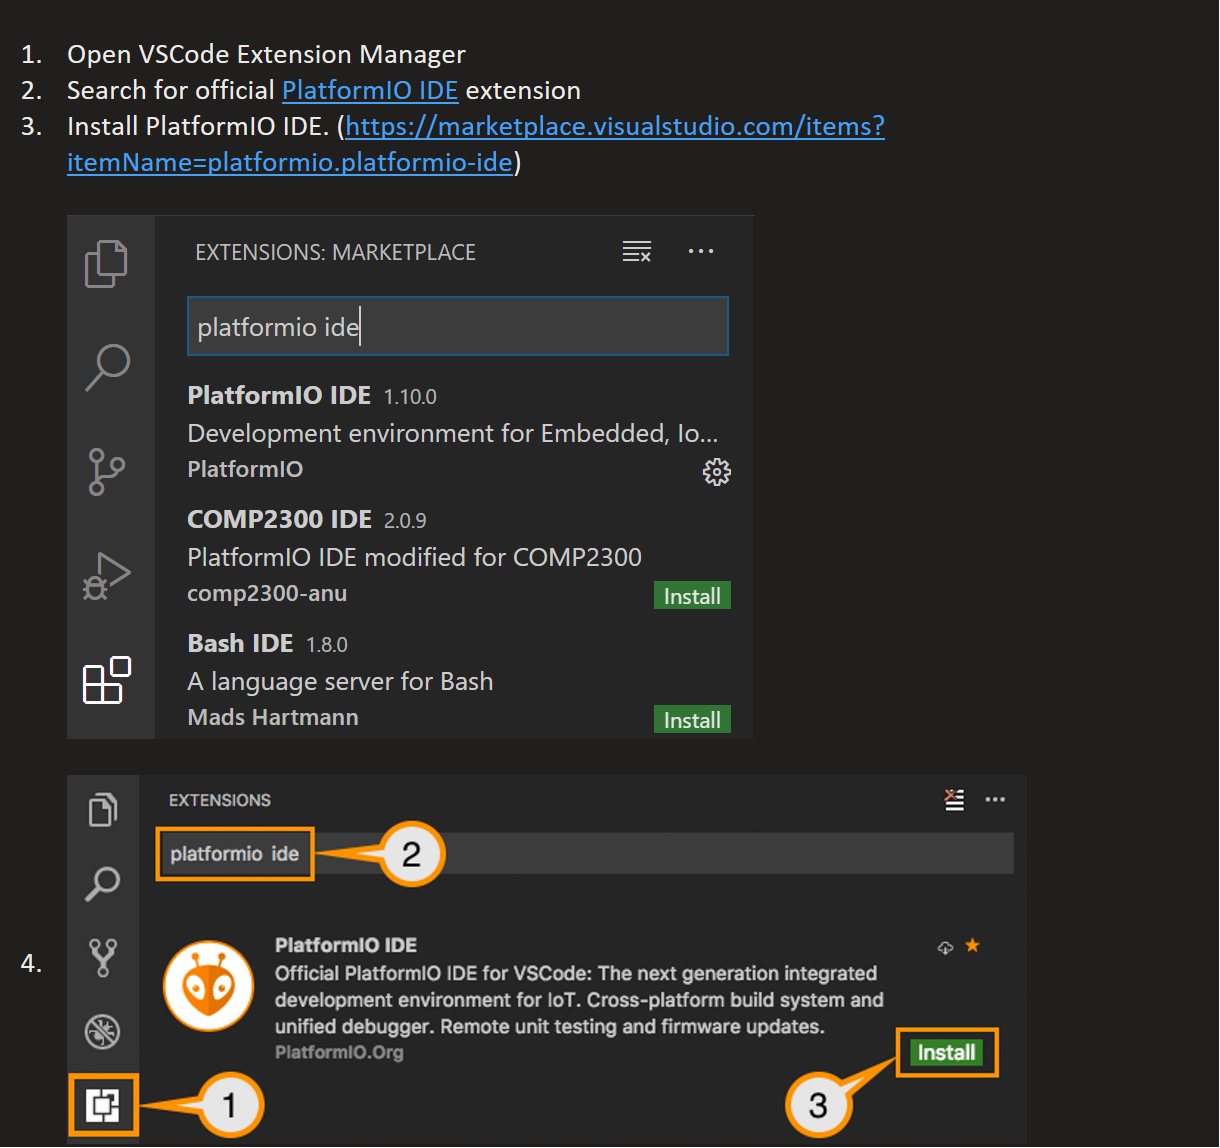 1. Open VSCode Extension Manager
2. Search for official PlatformIO IDE extension
3. Install PlatformIO IDE. (https://marketplace.visualstudio.com/items?
itemName=platformio.platformio-ide)
EXTENSIONS: MARKETPLACE
platformio ide
PlatformIO IDE 1.10.0
Development environment for Embedded, Io...
PlatformIO
COMP2300 IDE 2.0.9
PlatformIO IDE modified for COMP2300
comp2300-anu Install
Bash IDE 1.8.0
A language server for Bash
Mads Hartmann Install
4.
EXTENSIONS
platformio ide 2
PlatformIO IDE
Official PlatformIO IDE for VSCode: The next generation integrated
development environment for IoT. Cross-platform build system and
unified debugger. Remote unit testing and firmware updates.
PlatformIO.Org Install
1 3